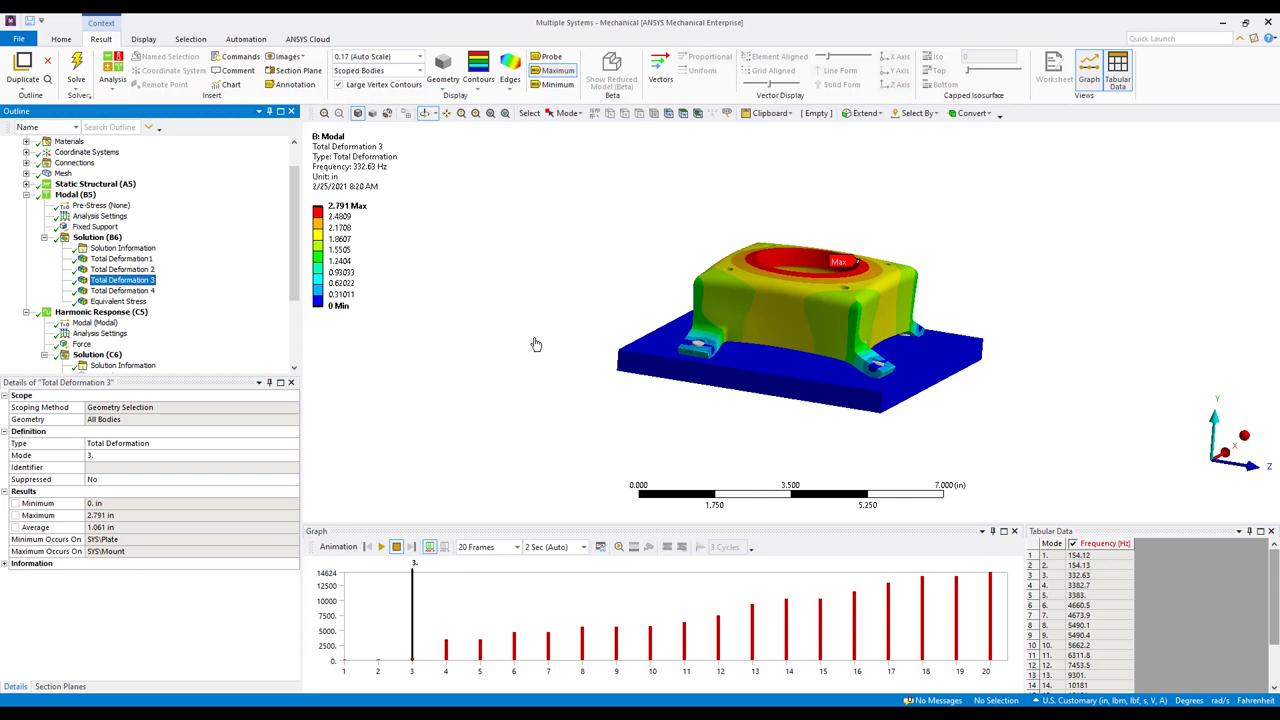 Multiple Systems - Mechanical [ANSYS Mechanical Enterprise]
Context
File Home Result Display Selection Automation ANSYS Cloud
Quick Launch
Duplicate
Outline
Solve
Solver
Analysis
Named Selection
Coordinate System
Remote Point
Commands
Comment
Images
Section Plane
Annotation
Insert
0.17 (Auto Scale)
Scoped Bodies
Large Vertex Contours
Geometry
Contours
Edges
Display
Probe
Maximum
Minimum
Show Reduced
Model (Beta)
Beta
Vectors
Proportional
Uniform
Element Aligned
Grid Aligned
Line Form
Solid Form
Vector Display
X Axis
Y Axis
Z Axis
Iso
Top
Bottom
0
Capped Isosurface
Worksheet
Graph
Tabular
Data
Views
Outline
Name
Search Outline
Select Mode Clipboard [ Empty ] Extend Select By Convert
Materials
Coordinate Systems
Connections
Mesh
Static Structural (A5)
Modal (B5)
Pre-Stress (None)
Analysis Settings
Fixed Support
Solution (B6)
Solution Information
Total Deformation1
Total Deformation 2
Total Deformation 3
Total Deformation 4
Equivalent Stress
Harmonic Response (C5)
Modal (Modal)
Analysis Settings
Force
Solution (C6)
Solution Information
Details of "Total Deformation 3"
Scope
Scoping Method Geometry Selection
Geometry All Bodies
Definition
Type Total Deformation
Mode 3.
Identifier
Suppressed No
Results
Minimum 0. in
Maximum 2.791 in
Average 1.061 in
Minimum Occurs On SYS\Plate
Maximum Occurs On SYS\Mount
Information
Details Section Planes
B: Modal
Total Deformation 3
Type: Total Deformation
Frequency: 332.63 Hz
Unit: in
2/25/2021 8:20 AM
2.791 Max
2.4809
2.1708
1.8607
1.5505
1.2404
0.93033
0.62022
0.31011
0 Min
Max
Y
X
Z
0.000 3.500 7.000 (in)
1.750 5.250
Graph
Animation 20 Frames 2 Sec (Auto) 3 Cycles
3.
14624
12500
10000
7500.
5000.
2500.
0.
1 2 3 4 5 6 7 8 9 10 11 12 13 14 15 16 17 18 19 20
Tabular Data
Mode Frequency [Hz]
1 1. 154.12
2 2. 154.13
3 3. 332.63
4 4. 3382.7
5 5. 3383.
6 6. 4660.5
7 7. 4673.9
8 8. 5490.1
9 9. 5490.4
10 10. 5662.2
11 11. 6311.8
12 12. 7453.5
13 13. 9301.
14 14. 10181
No Messages No Selection U.S. Customary (in, lbm, lbf, s, V, A) Degrees rad/s Fahrenheit